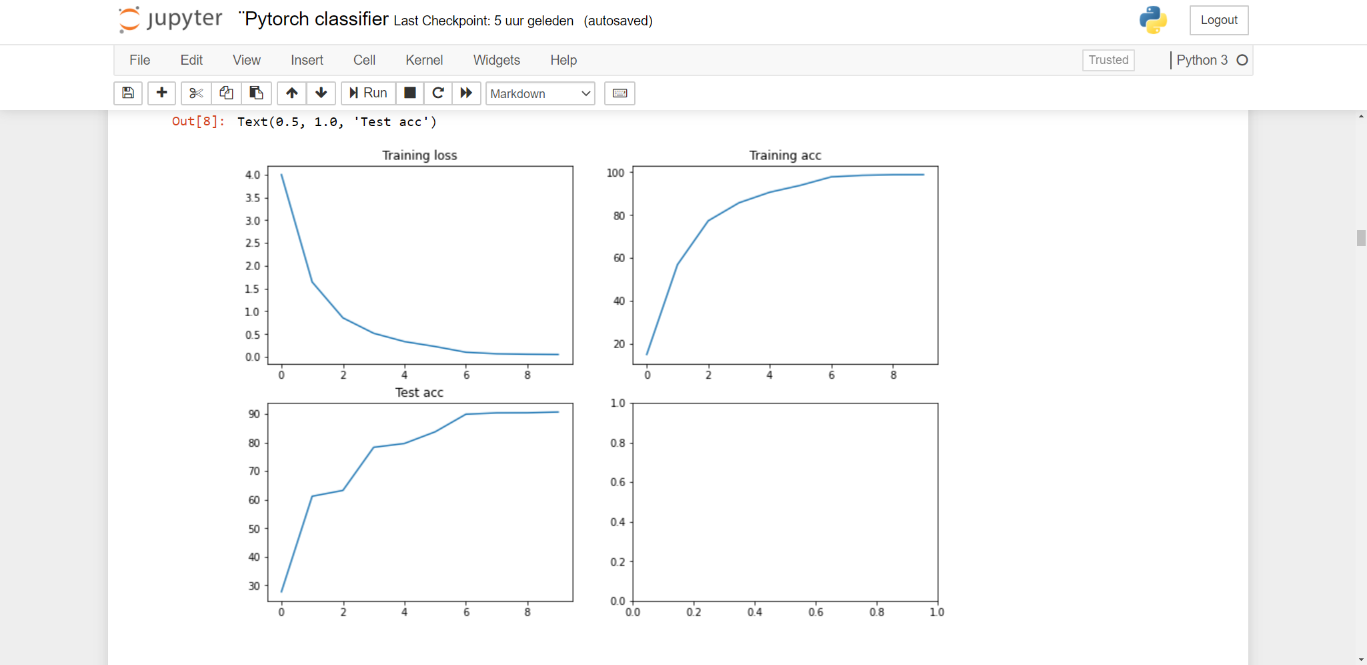 jupyter ¨Pytorch classifier Last Checkpoint: 5 uur geleden (autosaved) Logout
File Edit View Insert Cell Kernel Widgets Help Trusted Python 3
Run Markdown
Out[8]: Text(0.5, 1.0, 'Test acc')
Training loss
4.0
3.5
3.0
2.5
2.0
1.5
1.0
0.5
0.0
0 2 4 6 8
Training acc
100
80
60
40
20
0 2 4 6 8
Test acc
90
80
70
60
50
40
30
0 2 4 6 8
1.0
0.8
0.6
0.4
0.2
0.0
0.0 0.2 0.4 0.6 0.8 1.0